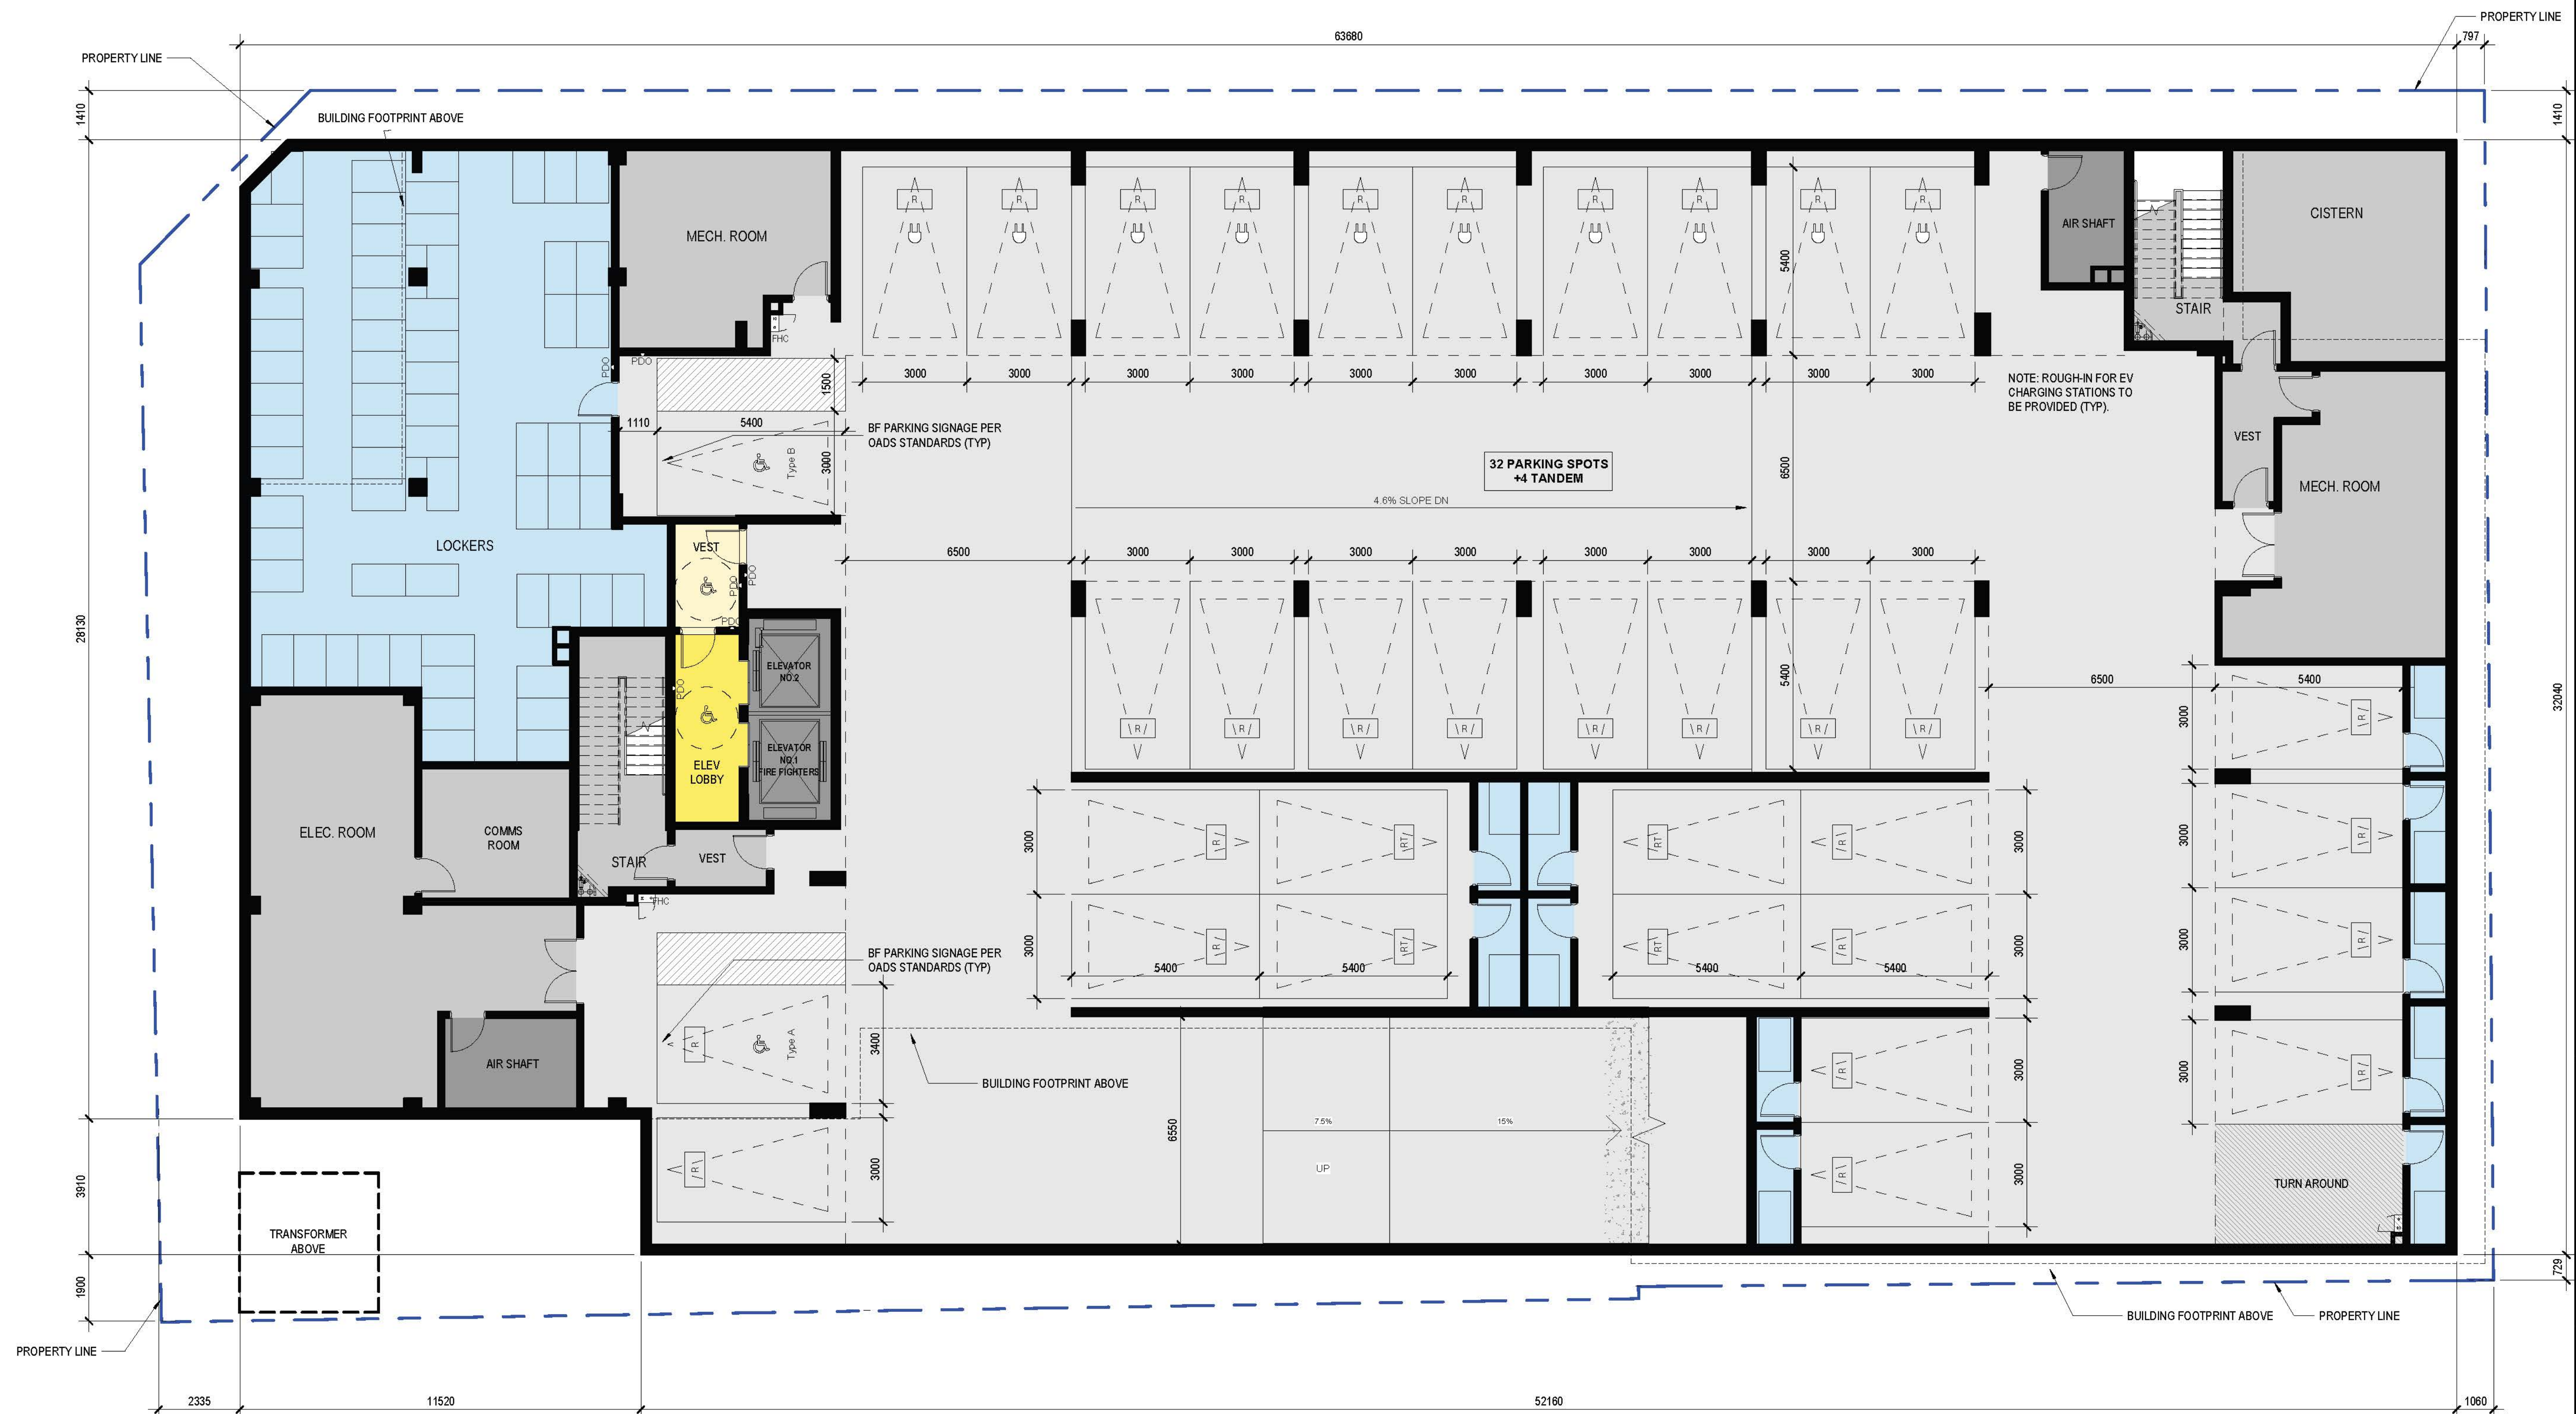 PROPERTY LINE
63680
797
PROPERTY LINE
1410
1410
BUILDING FOOTPRINT ABOVE
MECH. ROOM
R
R
R
R
R
R
R
R
R
R
5400
AIR SHAFT
CISTERN
STAIR
FHC
PDO
PDO
1500
3000
3000
3000
3000
3000
3000
3000
3000
3000
3000
NOTE: ROUGH-IN FOR EV
CHARGING STATIONS TO
BE PROVIDED (TYP).
1110
5400
BF PARKING SIGNAGE PER
OADS STANDARDS (TYP)
Type B
3000
32 PARKING SPOTS
+4 TANDEM
6500
4.6% SLOPE DN
VEST
MECH. ROOM
LOCKERS
VEST
PDO
PDO
PDO
6500
3000
3000
3000
3000
3000
3000
3000
3000
28130
ELEVATOR
NO.2
PDO
ELEVATOR
NO.1
FIRE FIGHTERS
ELEV
LOBBY
5400
R
R
R
R
R
R
R
R
6500
5400
3000
R
32040
ELEC. ROOM
COMMS
ROOM
STAIR
VEST
FHC
3000
R
RT
RT
R
3000
3000
R
3000
R
RT
RT
R
3000
3000
R
5400
5400
5400
5400
BF PARKING SIGNAGE PER
OADS STANDARDS (TYP)
A
R
Type A
3400
AIR SHAFT
BUILDING FOOTPRINT ABOVE
6550
7.5%
15%
UP
R
3000
3000
R
R
3000
R
3000
TURN AROUND
3910
TRANSFORMER
ABOVE
1900
729
PROPERTY LINE
BUILDING FOOTPRINT ABOVE
PROPERTY LINE
2335
11520
52160
1060